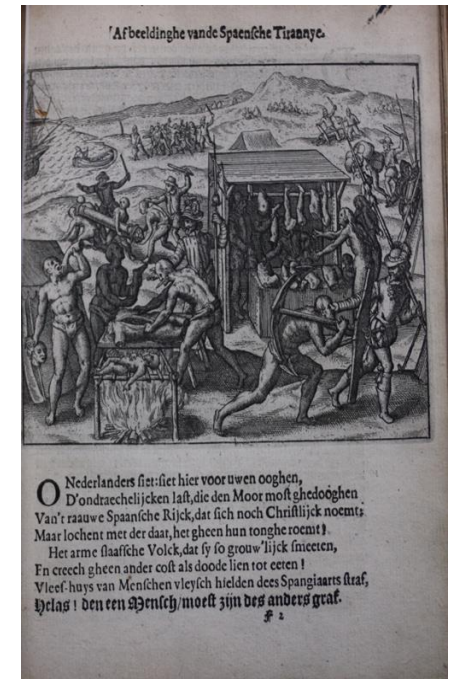 'Afbeeldinghe vande Spaensche Tirannye.
O Nederlanders siet: siet hier voor uwen ooghen,
D'ondraechelijcken last, die den Moor most ghedooghen
Van't raauwe Spaansche Rijck, dat sich noch Christlijck noemt;
Maar lochent met der daat, het gheen hun tonghe roemt!
Het arme slaafsche Volck, dat sy so grouw'lijck smeeten,
En creech gheen ander cost als doode lien tot eeten!
Vlees-huys van Menschen vleysch hielden dees Spangiaarts straf,
Helas! den een Mensch/moest zijn des anders graf.
2